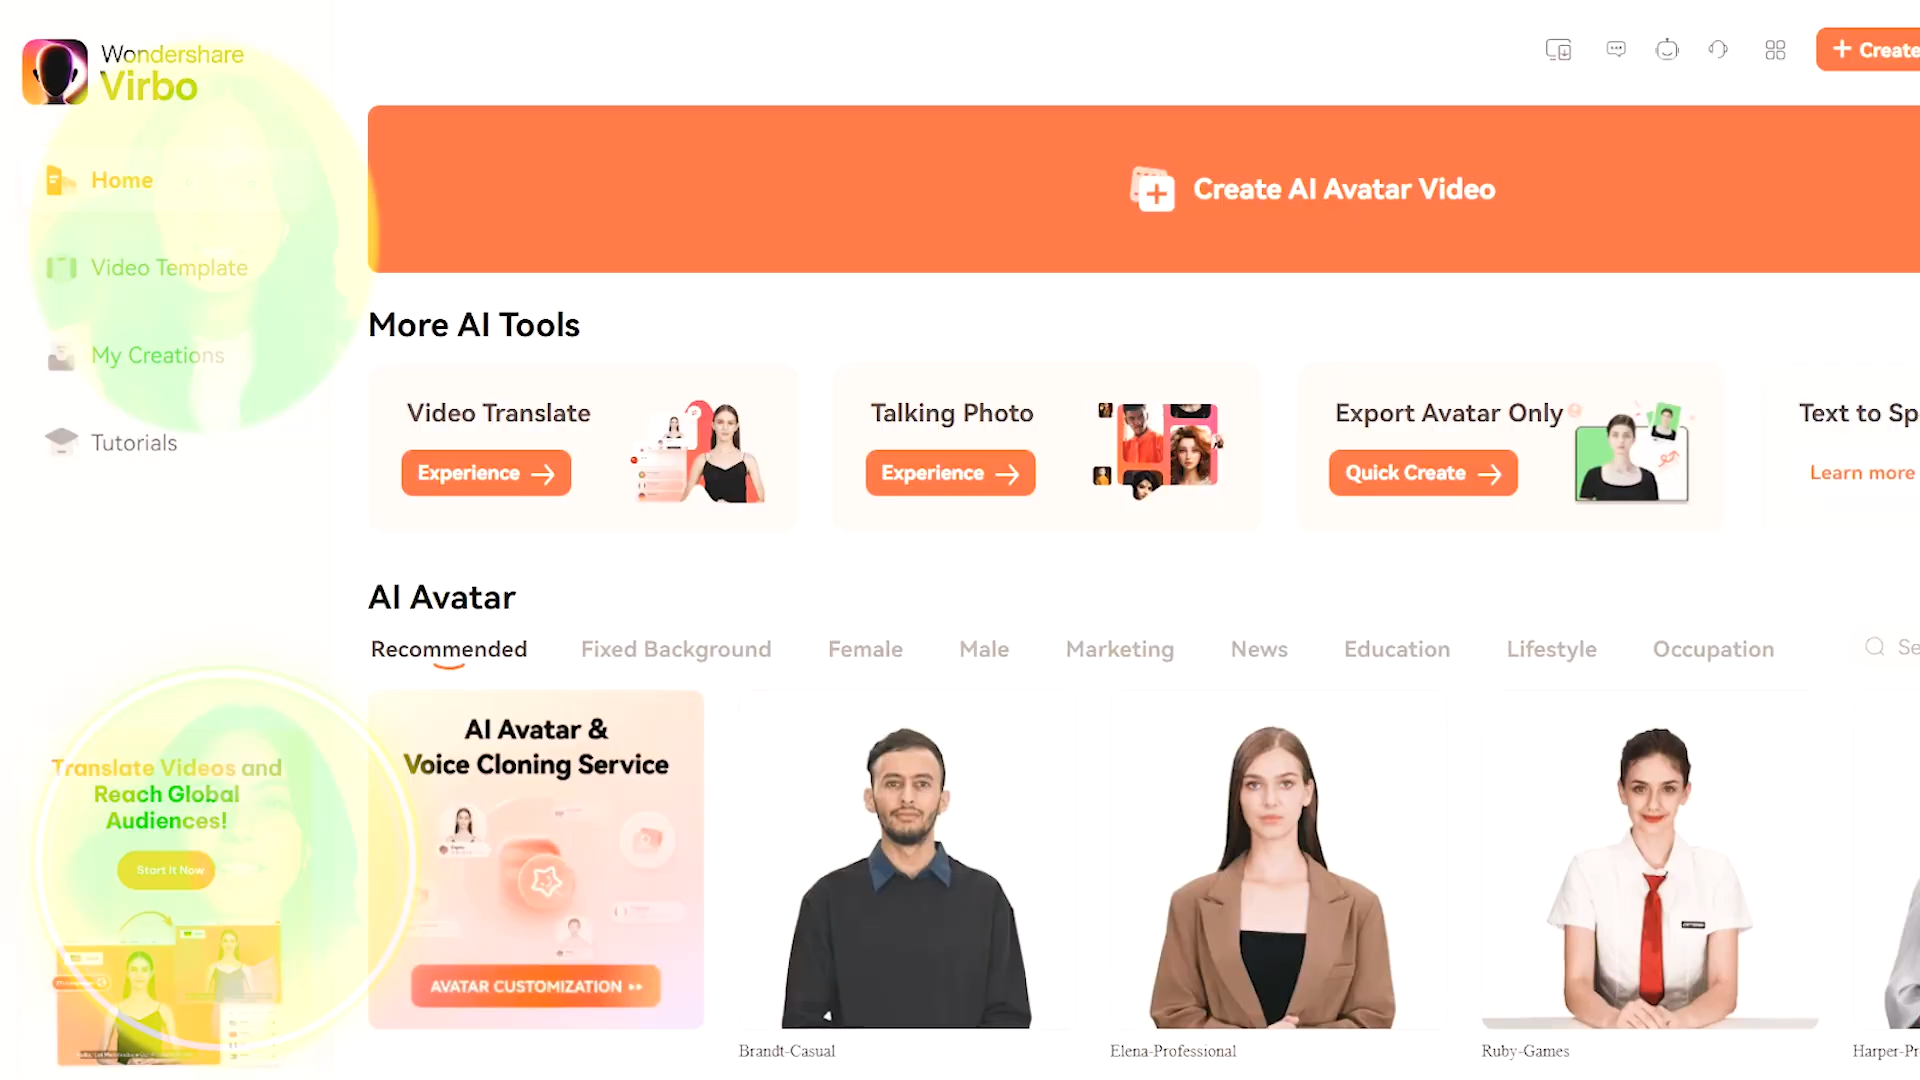 Wondershare
Virbo
Create
Home
Video Template
My Creations
Tutorials
Create AI Avatar Video
More AI Tools
Video Translate
Experience →
Talking Photo
Experience →
Export Avatar Only
Quick Create →
Text to Sp
Learn more
AI Avatar
Recommended
Fixed Background
Female
Male
Marketing
News
Education
Lifestyle
Occupation
Se
AI Avatar &
Voice Cloning Service
AVATAR CUSTOMIZATION
Translate Videos and
Reach Global
Audiences!
Start It Now
Brandt-Casual
Elena-Professional
Ruby-Games
Harper-Pr